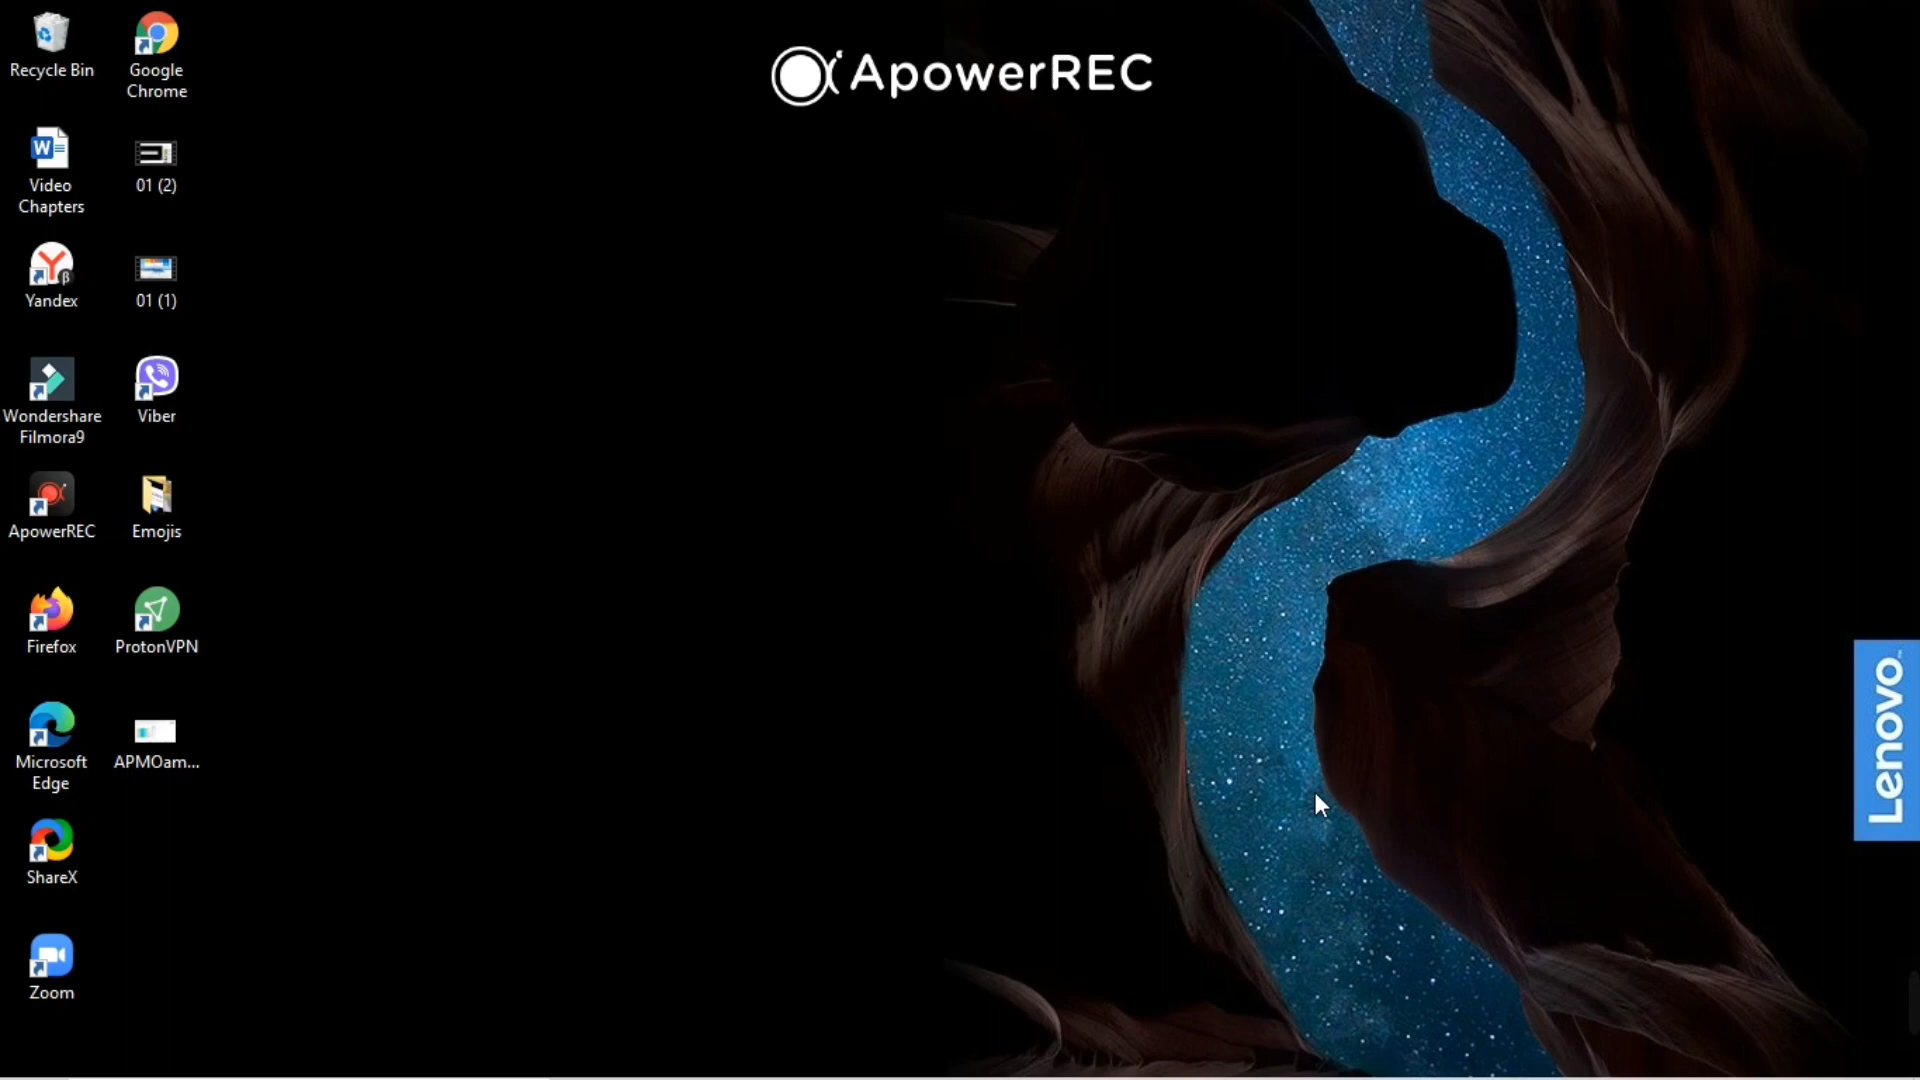 ApowerREC
Recycle Bin
Google
Chrome
Video
Chapters
01 (2)
Yandex
01 (1)
Wondershare
Filmora9
Viber
ApowerREC
Emojis
Firefox
ProtonVPN
Microsoft
Edge
APMOam...
ShareX
Zoom
Lenovo